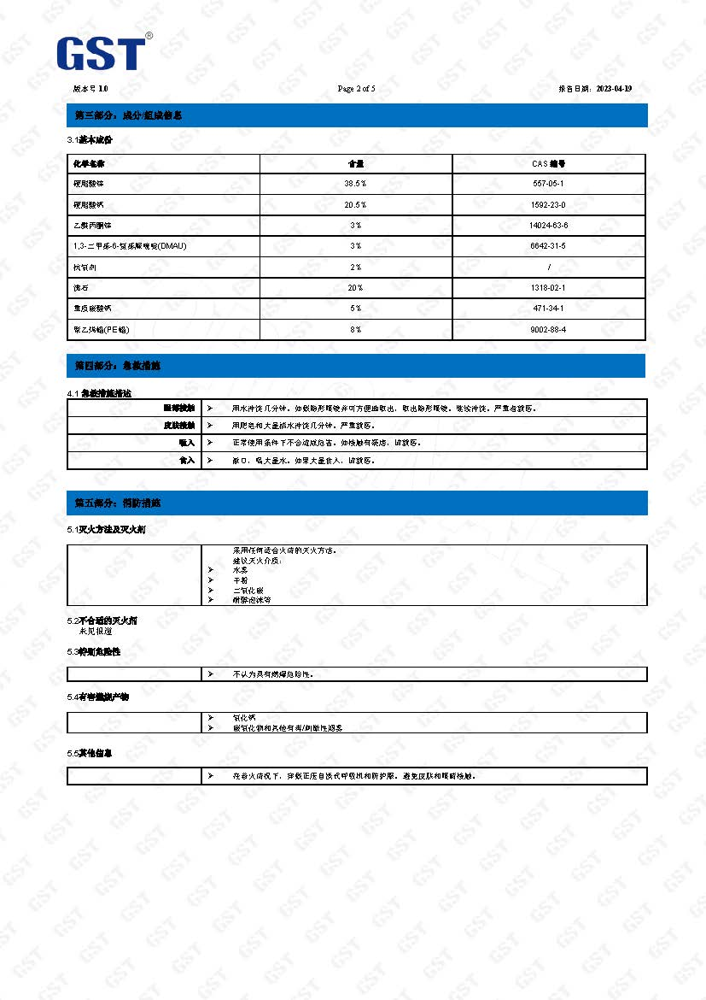 GST®
版本号 1.0 Page 2 of 5 报告日期：2023-04-19
第三部分：成分/组成信息
3.1基本成份
化学名称 含量 CAS 编号
硬脂酸锌 38.5% 557-05-1
硬脂酸钙 20.5% 1592-23-0
乙酰丙酮锌 3% 14024-63-6
1,3-二甲基-6-氨基脲嘧啶(DMAU) 3% 6642-31-5
抗氧剂 2% /
沸石 20% 1318-02-1
重质碳酸钙 5% 471-34-1
聚乙烯蜡(PE蜡) 8% 9002-88-4
第四部分：急救措施
4.1 急救措施描述
眼部接触 ➢ 用水冲洗几分钟。如戴隐形眼镜并可方便地取出，取出隐形眼镜。继续冲洗。严重者就医。
皮肤接触 ➢ 用肥皂和大量清水冲洗几分钟。严重就医。
吸入 ➢ 正常使用条件下不会造成危害。如接触有疑虑，请就医。
食入 ➢ 漱口，喝大量水。如果大量食入，请就医。
第五部分：消防措施
5.1灭火方法及灭火剂
采用任何适合火灾的灭火方法。
建议灭火介质：
➢ 水雾
➢ 干粉
➢ 二氧化碳
➢ 耐醇泡沫等
5.2不合适的灭火剂
未见报道
5.3特别危险性
➢ 不认为具有燃爆危险性。
5.4有害燃烧产物
➢ 氧化钙
➢ 碳氧化物和其他有毒/刺激性烟雾
5.5其他信息
➢ 在着火情况下，穿戴正压自给式呼吸机和防护服。避免皮肤和眼睛接触。